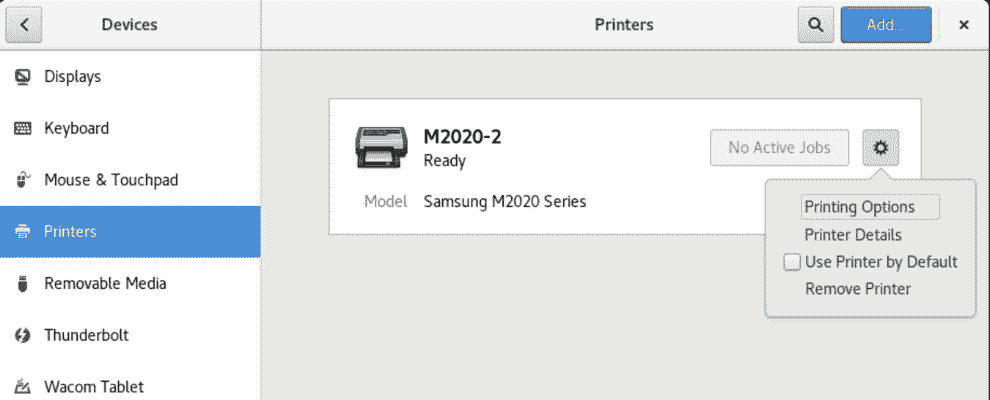 Devices
Printers
Add...
Displays
Keyboard
Mouse & Touchpad
Printers
Removable Media
Thunderbolt
Wacom Tablet
M2020-2
Ready
No Active Jobs
Model Samsung M2020 Series
Printing Options
Printer Details
Use Printer by Default
Remove Printer